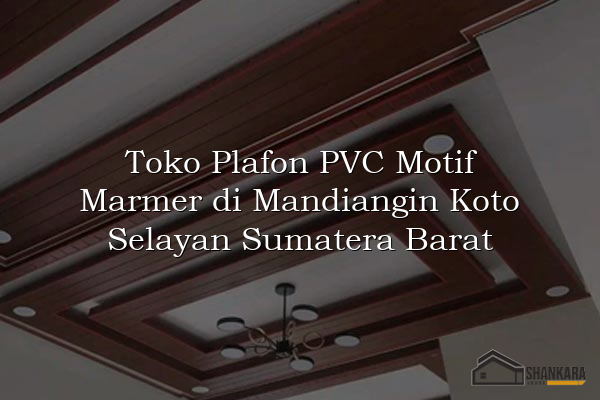 Toko Plafon PVC Motif
Marmer di Mandiangin Koto
Selayan Sumatera Barat
SHANKARA